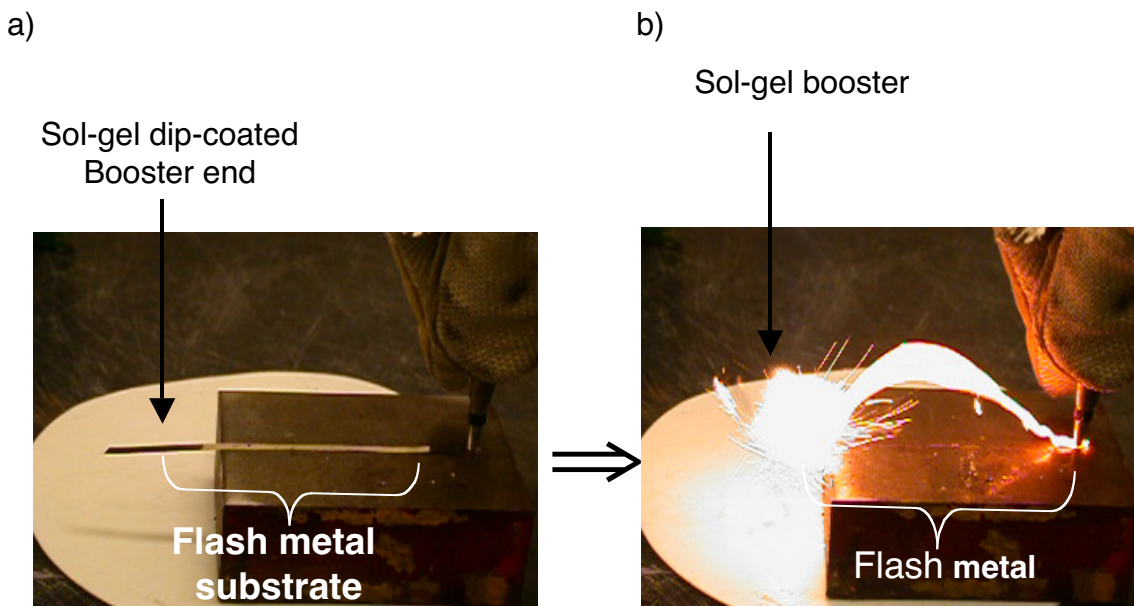 a)
Sol-gel dip-coated
Booster end
Flash metal
substrate
b)
Sol-gel booster
Flash metal